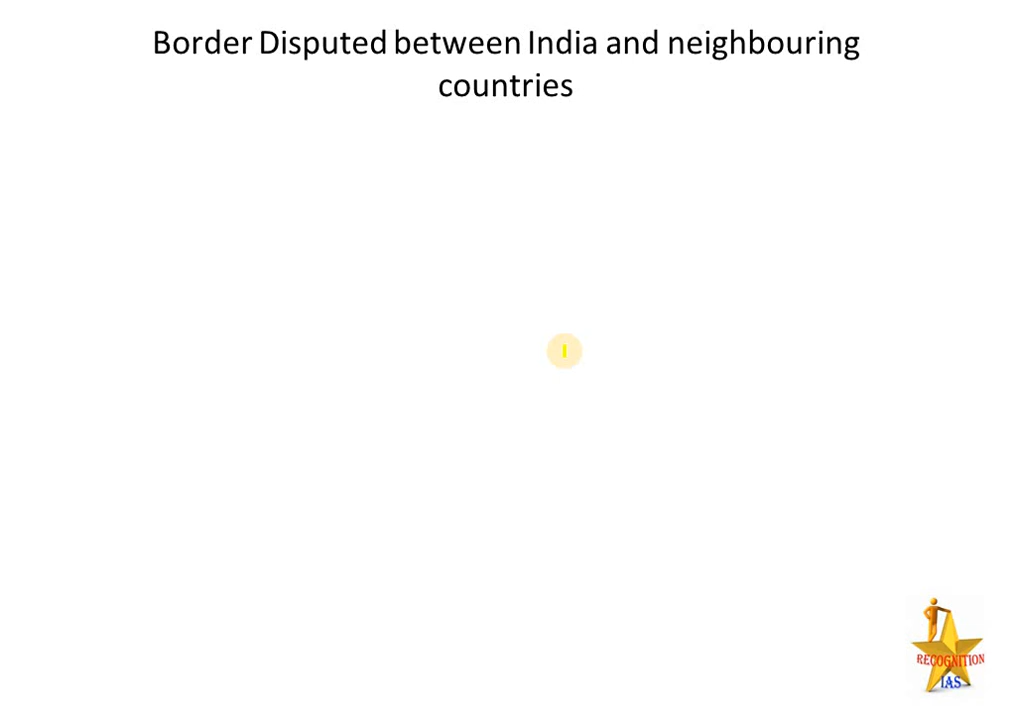 Border Disputed between India and neighbouring
countries
RECOGNITION
IAS